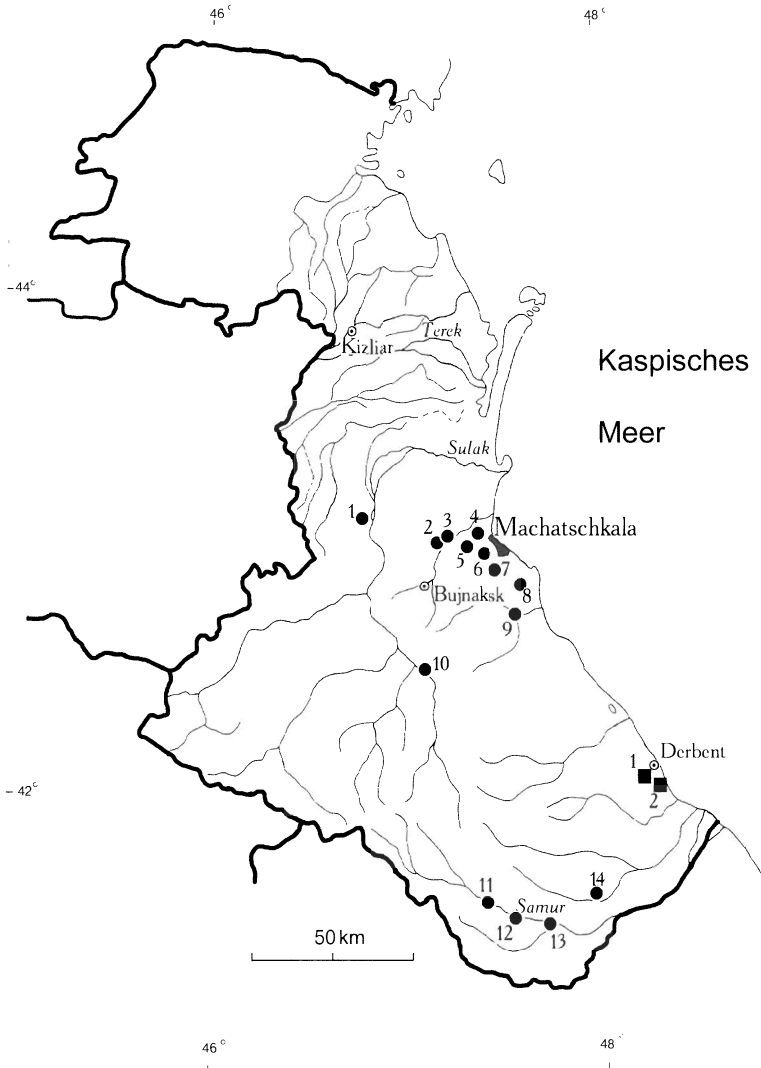 46°
48°
–44°
Terek
Kizliar
Kaspisches
Meer
Sulak
1
2
3
4
Machatschkala
5
6
7
Bujnaksk
8
9
10
Derbent
1
2
– 42°
11
14
Samur
12
13
50 km
46°
48°